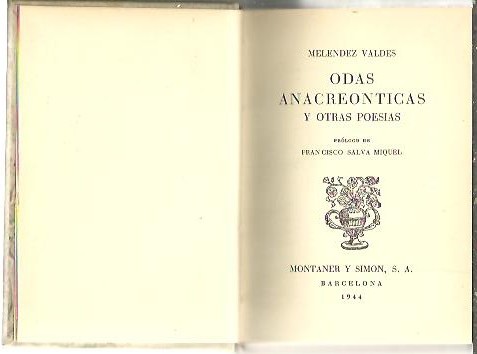 MELENDEZ VALDES
ODAS
ANACREONTICAS
Y OTRAS POESIAS
PRÓLOGO DE
FRANCISCO SALVA MIQUEL
MONTANER Y SIMON, S. A.
BARCELONA
1944